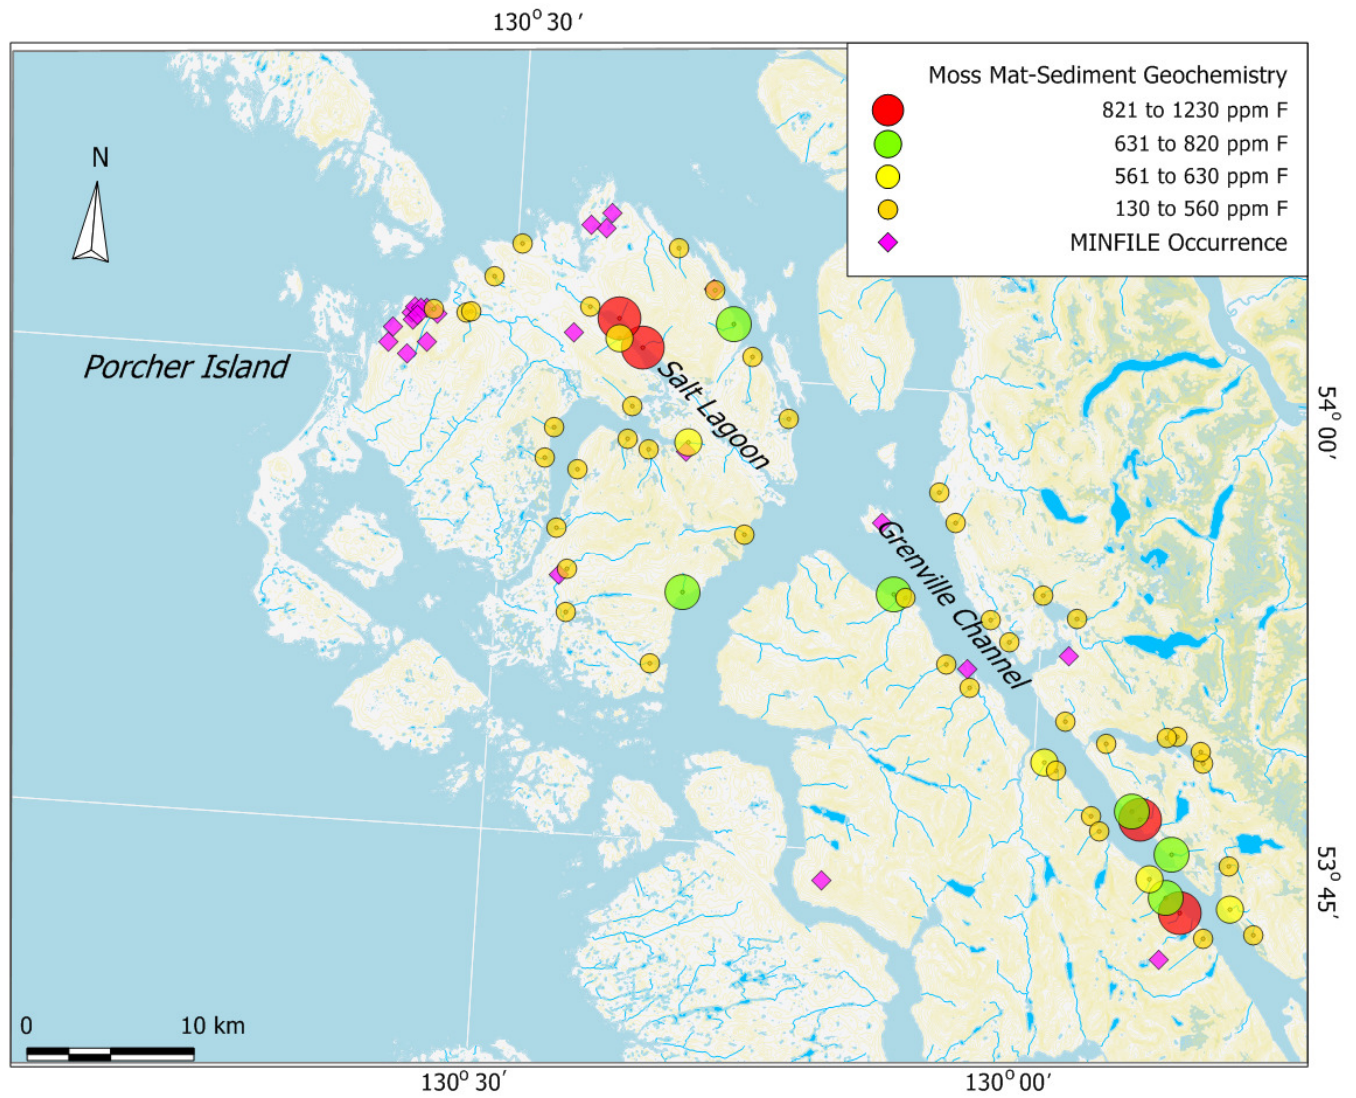 130° 30′
Moss Mat-Sediment Geochemistry
821 to 1230 ppm F
631 to 820 ppm F
561 to 630 ppm F
130 to 560 ppm F
MINFILE Occurrence
N
Porcher Island
Salt Lagoon
54° 00′
Grenville Channel
53° 45′
0 10 km
130° 30′ 130° 00′